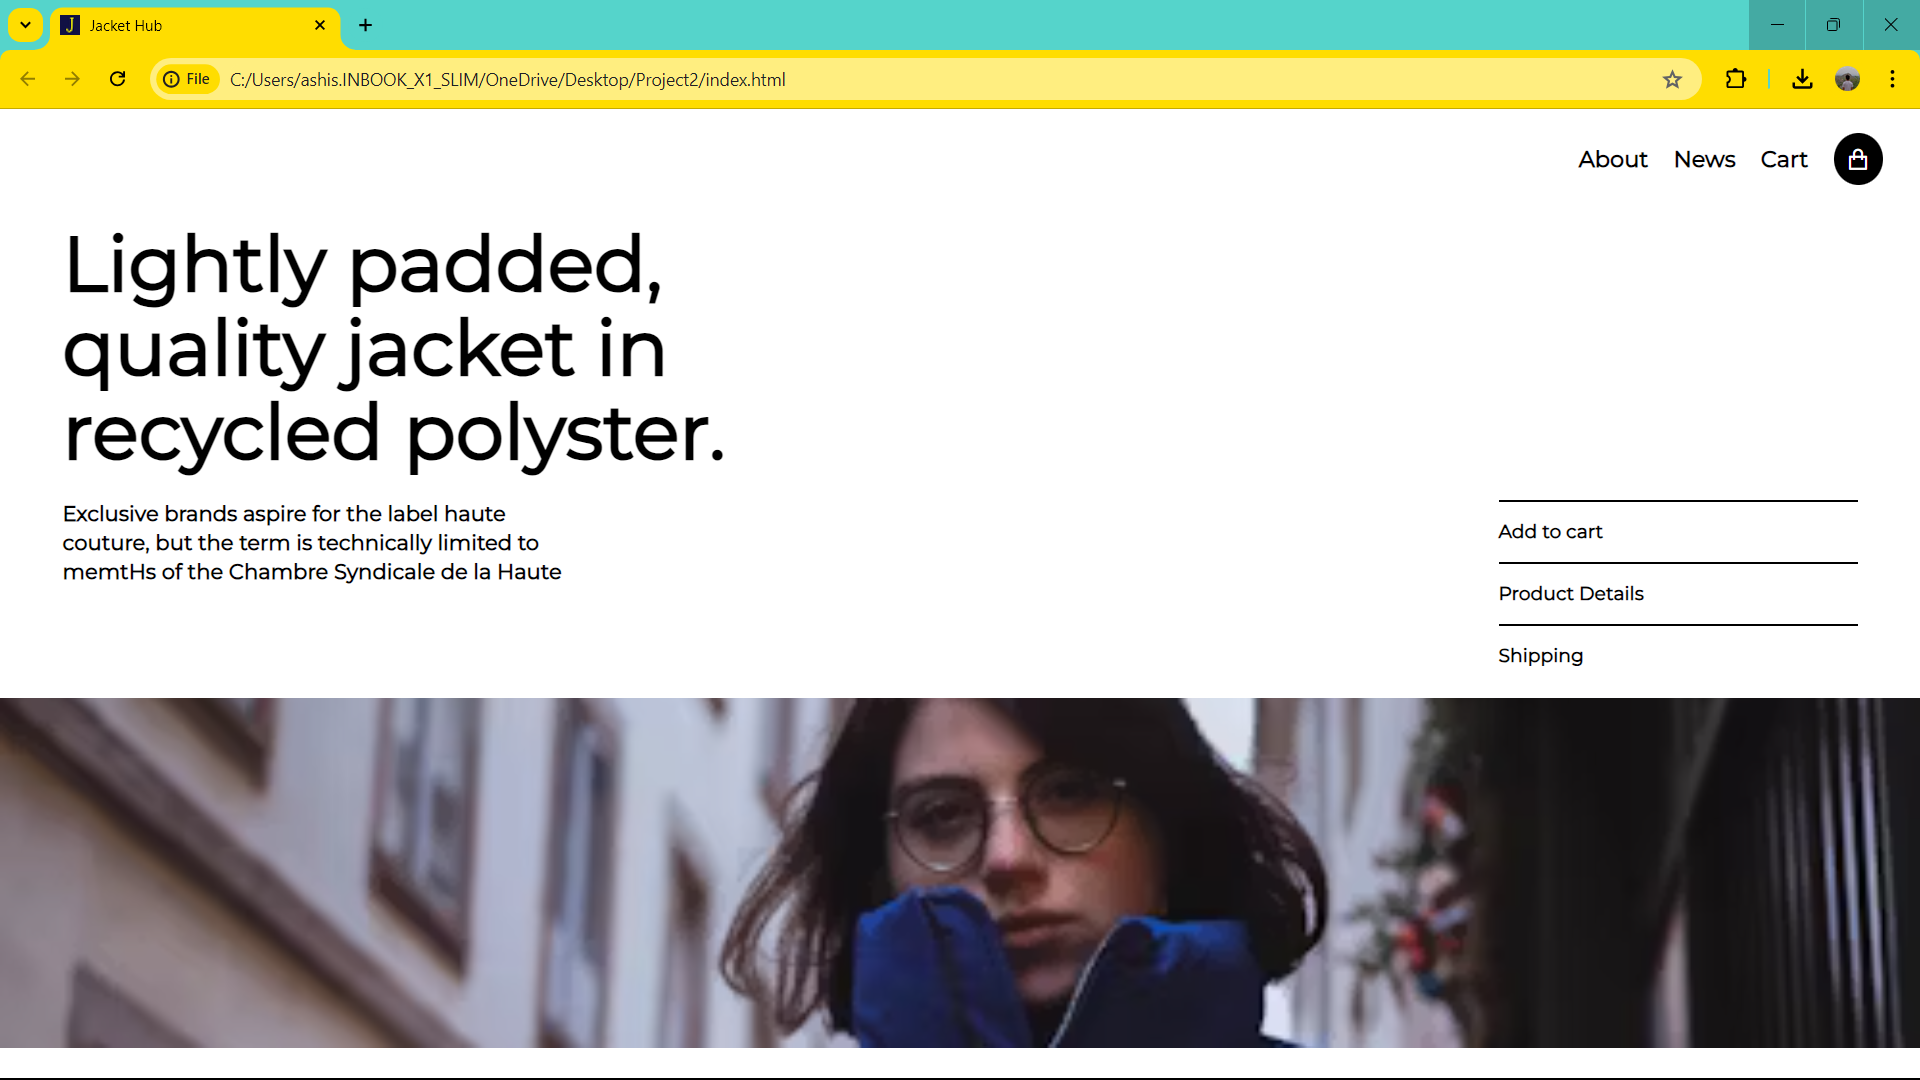 Jacket Hub
File
C:/Users/ashis.INBOOK_X1_SLIM/OneDrive/Desktop/Project2/index.html
About News Cart
Lightly padded,
quality jacket in
recycled polyster.
Exclusive brands aspire for the label haute
couture, but the term is technically limited to
memtHs of the Chambre Syndicale de la Haute
Add to cart
Product Details
Shipping